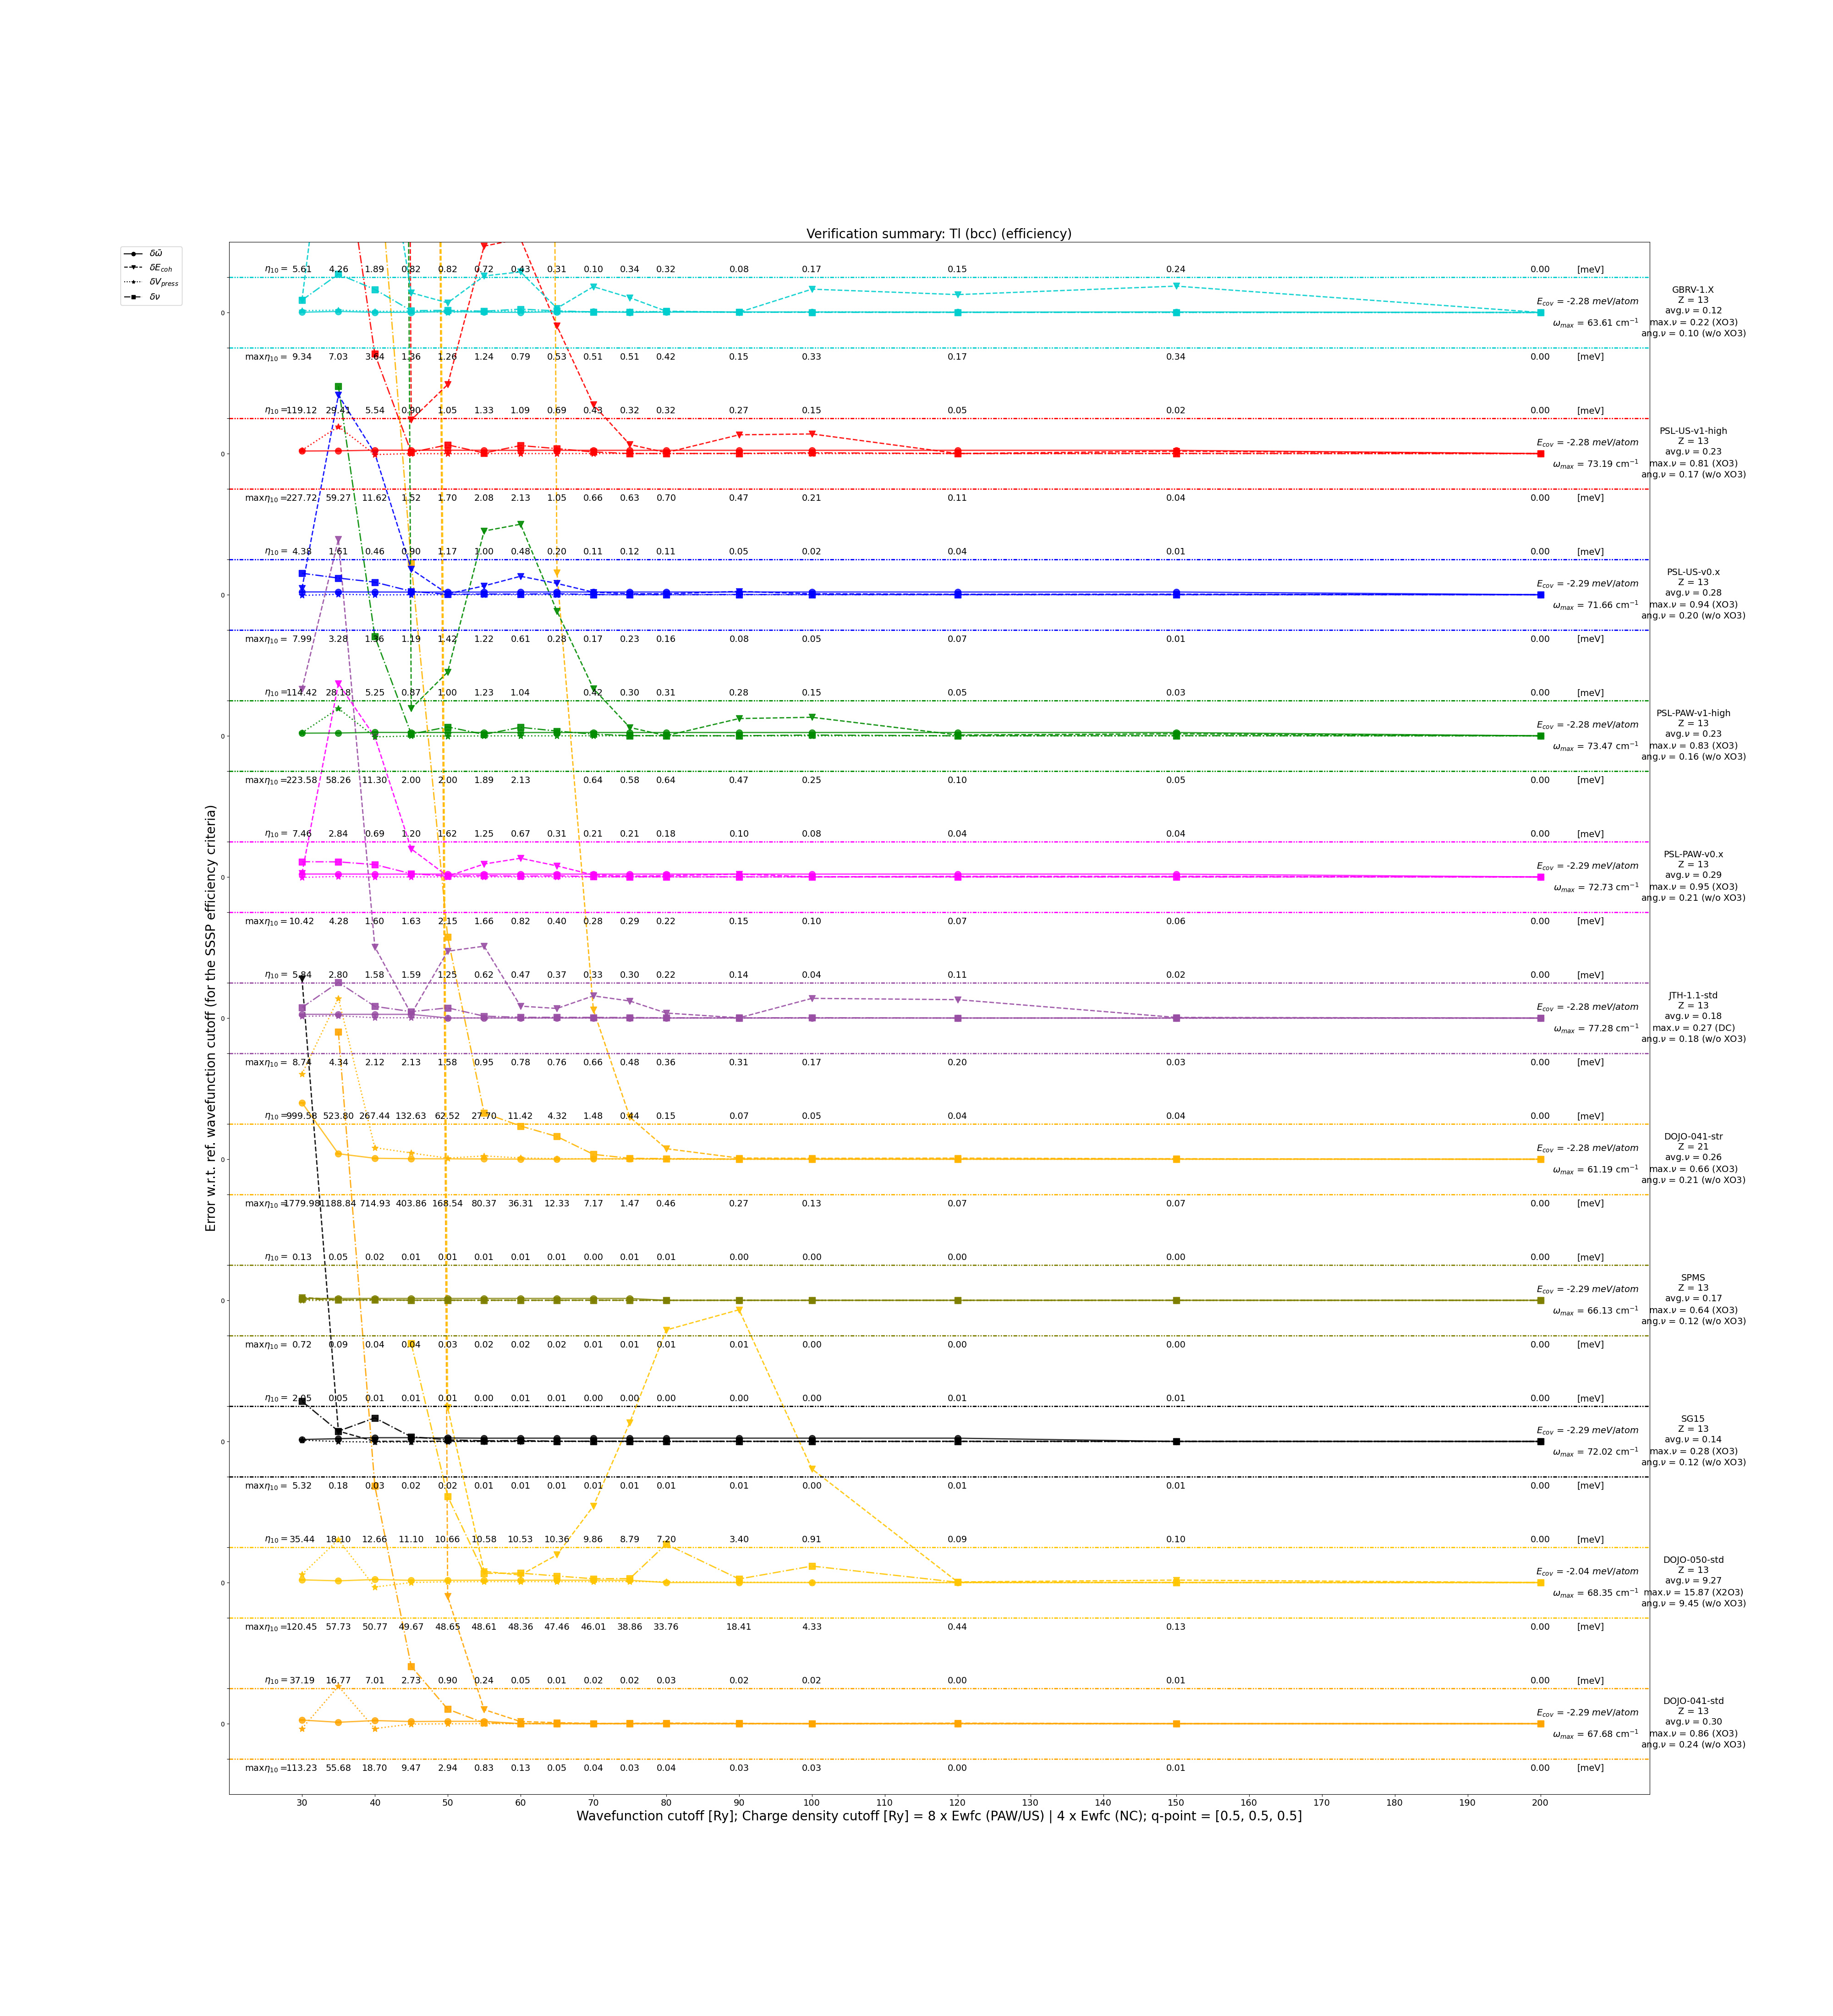 Verification summary: Tl (bcc) (efficiency)
δω̄
δE_coh
δV_press
δν
Error w.r.t. ref. wavefunction cutoff (for the SSSP efficiency criteria)
η₁₀ = 5.61 4.26 1.89 0.82 0.82 0.72 0.43 0.31 0.10 0.34 0.32 0.08 0.17 0.15 0.24 0.00 [meV]
0
E_cov = -2.28 meV/atom
ω_max = 63.61 cm⁻¹
GBRV-1.X
Z = 13
avg.ν = 0.12
max.ν = 0.22 (XO3)
ang.ν = 0.10 (w/o XO3)
maxη₁₀ = 9.34 7.03 3.64 1.36 1.26 1.24 0.79 0.53 0.51 0.51 0.42 0.15 0.33 0.17 0.34 0.00 [meV]
η₁₀ = 119.12 29.41 5.54 0.90 1.05 1.33 1.09 0.69 0.43 0.32 0.32 0.27 0.15 0.05 0.02 0.00 [meV]
0
E_cov = -2.28 meV/atom
ω_max = 73.19 cm⁻¹
PSL-US-v1-high
Z = 13
avg.ν = 0.23
max.ν = 0.81 (XO3)
ang.ν = 0.17 (w/o XO3)
maxη₁₀ = 227.72 59.27 11.62 1.52 1.70 2.08 2.13 1.05 0.66 0.63 0.70 0.47 0.21 0.11 0.04 0.00 [meV]
η₁₀ = 4.38 1.61 0.46 0.90 1.17 1.00 0.48 0.20 0.11 0.12 0.11 0.05 0.02 0.04 0.01 0.00 [meV]
0
E_cov = -2.29 meV/atom
ω_max = 71.66 cm⁻¹
PSL-US-v0.x
Z = 13
avg.ν = 0.28
max.ν = 0.94 (XO3)
ang.ν = 0.20 (w/o XO3)
maxη₁₀ = 7.99 3.28 1.36 1.19 1.42 1.22 0.61 0.28 0.17 0.23 0.16 0.08 0.05 0.07 0.01 0.00 [meV]
η₁₀ = 114.42 28.18 5.25 0.87 1.00 1.23 1.04 0.42 0.30 0.31 0.28 0.15 0.05 0.03 0.00 [meV]
0
E_cov = -2.28 meV/atom
ω_max = 73.47 cm⁻¹
PSL-PAW-v1-high
Z = 13
avg.ν = 0.23
max.ν = 0.83 (XO3)
ang.ν = 0.16 (w/o XO3)
maxη₁₀ = 223.58 58.26 11.30 2.00 2.00 1.89 2.13 0.64 0.58 0.64 0.47 0.25 0.10 0.05 0.00 [meV]
η₁₀ = 7.46 2.84 0.69 1.20 1.62 1.25 0.67 0.31 0.21 0.21 0.18 0.10 0.08 0.04 0.04 0.00 [meV]
0
E_cov = -2.29 meV/atom
ω_max = 72.73 cm⁻¹
PSL-PAW-v0.x
Z = 13
avg.ν = 0.29
max.ν = 0.95 (XO3)
ang.ν = 0.21 (w/o XO3)
maxη₁₀ = 10.42 4.28 1.60 1.63 2.15 1.66 0.82 0.40 0.28 0.29 0.22 0.15 0.10 0.07 0.06 0.00 [meV]
η₁₀ = 5.84 2.80 1.58 1.59 1.25 0.62 0.47 0.37 0.33 0.30 0.22 0.14 0.04 0.11 0.02 0.00 [meV]
0
E_cov = -2.28 meV/atom
ω_max = 77.28 cm⁻¹
JTH-1.1-std
Z = 13
avg.ν = 0.18
max.ν = 0.27 (DC)
ang.ν = 0.18 (w/o XO3)
maxη₁₀ = 8.74 4.34 2.12 2.13 1.58 0.95 0.78 0.76 0.66 0.48 0.36 0.31 0.17 0.20 0.03 0.00 [meV]
η₁₀ = 999.58 523.80 267.44 132.63 62.52 27.70 11.42 4.32 1.48 0.44 0.15 0.07 0.05 0.04 0.04 0.00 [meV]
0
E_cov = -2.28 meV/atom
ω_max = 61.19 cm⁻¹
DOJO-041-str
Z = 21
avg.ν = 0.26
max.ν = 0.66 (XO3)
ang.ν = 0.21 (w/o XO3)
maxη₁₀ = 1779.98 1188.84 714.93 403.86 168.54 80.37 36.31 12.33 7.17 1.47 0.46 0.27 0.13 0.07 0.07 0.00 [meV]
η₁₀ = 0.13 0.05 0.02 0.01 0.01 0.01 0.01 0.01 0.00 0.01 0.01 0.00 0.00 0.00 0.00 0.00 [meV]
0
E_cov = -2.29 meV/atom
ω_max = 66.13 cm⁻¹
SPMS
Z = 13
avg.ν = 0.17
max.ν = 0.64 (XO3)
ang.ν = 0.12 (w/o XO3)
maxη₁₀ = 0.72 0.09 0.04 0.04 0.03 0.02 0.02 0.02 0.01 0.01 0.01 0.01 0.00 0.00 0.00 0.00 [meV]
η₁₀ = 2.05 0.05 0.01 0.01 0.01 0.00 0.01 0.01 0.00 0.00 0.00 0.00 0.00 0.01 0.01 0.00 [meV]
0
E_cov = -2.29 meV/atom
ω_max = 72.02 cm⁻¹
SG15
Z = 13
avg.ν = 0.14
max.ν = 0.28 (XO3)
ang.ν = 0.12 (w/o XO3)
maxη₁₀ = 5.32 0.18 0.03 0.02 0.02 0.01 0.01 0.01 0.01 0.01 0.01 0.01 0.00 0.01 0.01 0.00 [meV]
η₁₀ = 35.44 18.10 12.66 11.10 10.66 10.58 10.53 10.36 9.86 8.79 7.20 3.40 0.91 0.09 0.10 0.00 [meV]
0
E_cov = -2.04 meV/atom
ω_max = 68.35 cm⁻¹
DOJO-050-std
Z = 13
avg.ν = 9.27
max.ν = 15.87 (X2O3)
ang.ν = 9.45 (w/o XO3)
maxη₁₀ = 120.45 57.73 50.77 49.67 48.65 48.61 48.36 47.46 46.01 38.86 33.76 18.41 4.33 0.44 0.13 0.00 [meV]
η₁₀ = 37.19 16.77 7.01 2.73 0.90 0.24 0.05 0.01 0.02 0.02 0.03 0.02 0.02 0.00 0.01 0.00 [meV]
0
E_cov = -2.29 meV/atom
ω_max = 67.68 cm⁻¹
DOJO-041-std
Z = 13
avg.ν = 0.30
max.ν = 0.86 (XO3)
ang.ν = 0.24 (w/o XO3)
maxη₁₀ = 113.23 55.68 18.70 9.47 2.94 0.83 0.13 0.05 0.04 0.03 0.04 0.03 0.03 0.00 0.01 0.00 [meV]
30 40 50 60 70 80 90 100 110 120 130 140 150 160 170 180 190 200
Wavefunction cutoff [Ry]; Charge density cutoff [Ry] = 8 x Ewfc (PAW/US) | 4 x Ewfc (NC); q-point = [0.5, 0.5, 0.5]